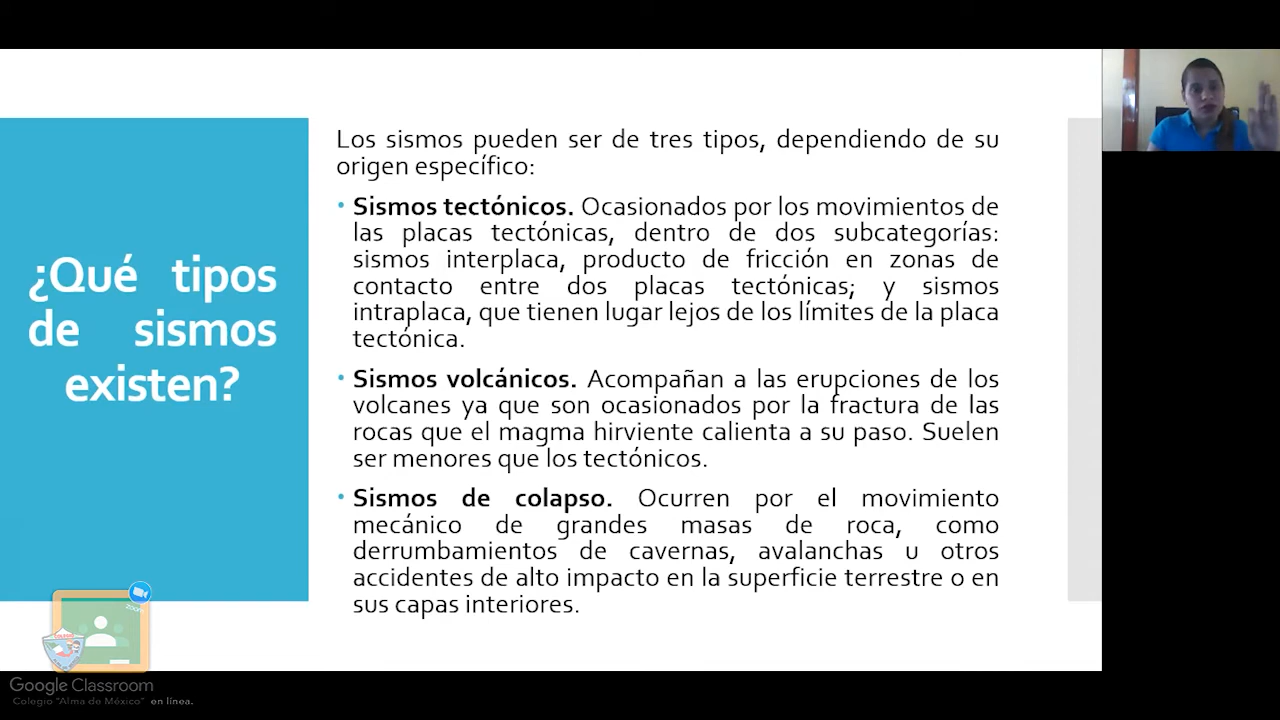 ¿Qué tipos
de sismos
existen?
Los sismos pueden ser de tres tipos, dependiendo de su
origen específico:
• Sismos tectónicos. Ocasionados por los movimientos de
las placas tectónicas, dentro de dos subcategorías:
sismos interplaca, producto de fricción en zonas de
contacto entre dos placas tectónicas; y sismos
intraplaca, que tienen lugar lejos de los límites de la placa
tectónica.
• Sismos volcánicos. Acompañan a las erupciones de los
volcanes ya que son ocasionados por la fractura de las
rocas que el magma hirviente calienta a su paso. Suelen
ser menores que los tectónicos.
• Sismos de colapso. Ocurren por el movimiento
mecánico de grandes masas de roca, como
derrumbamientos de cavernas, avalanchas u otros
accidentes de alto impacto en la superficie terrestre o en
sus capas interiores.
zoom
COLEGIO
Google Classroom
Colegio "Alma de México" en línea.